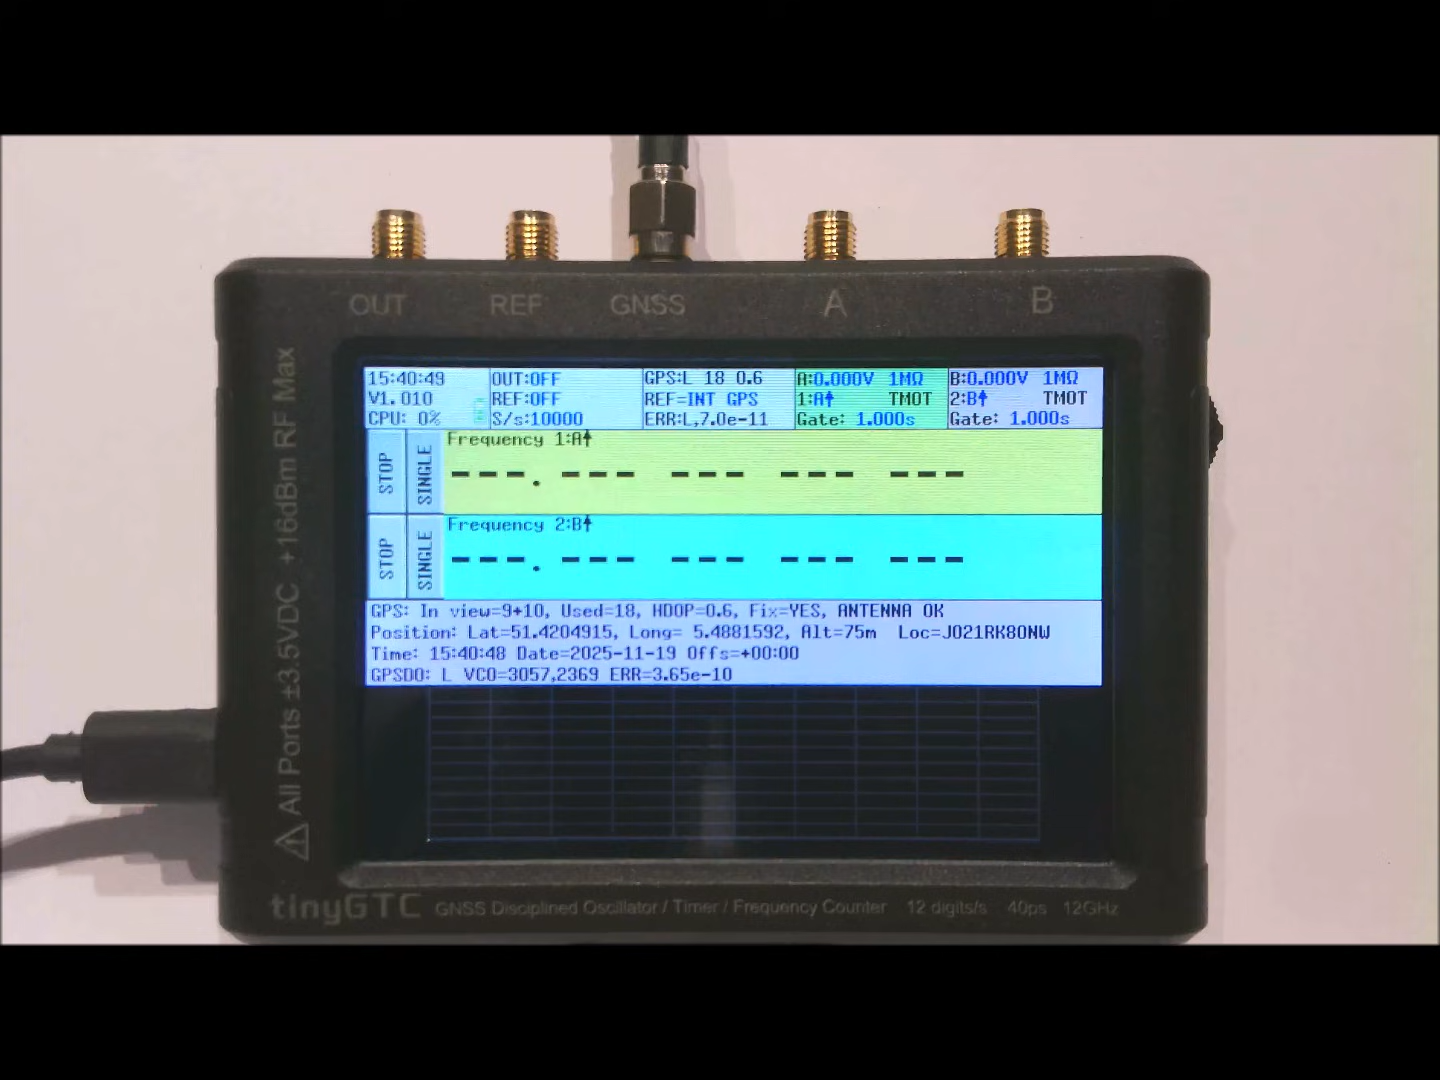 OUT REF GNSS A B
⚠ All Ports ±3.5VDC +16dBm RF Max
15:40:49 OUT:OFF GPS:L 18 0.6 A:0.000V 1MΩ B:0.000V 1MΩ
V1.010 REF:OFF REF=INT GPS 1:A↑ TMOT 2:B↑ TMOT
CPU: 0% S/s:10000 ERR:L,7.0e-11 Gate: 1.000s Gate: 1.000s
STOP SINGLE Frequency 1:A↑
---.--- --- --- ---
STOP SINGLE Frequency 2:B↑
---.--- --- --- ---
GPS: In view=9+10, Used=18, HDOP=0.6, Fix=YES, ANTENNA OK
Position: Lat=51.4204915, Long= 5.4881592, Alt=75m Loc=JO21RK80NW
Time: 15:40:48 Date=2025-11-19 Offs=+00:00
GPSDO: L VCO=3057,2369 ERR=3.65e-10
tinyGTC GNSS Disciplined Oscillator / Timer / Frequency Counter 12 digits/s 40ps 12GHz